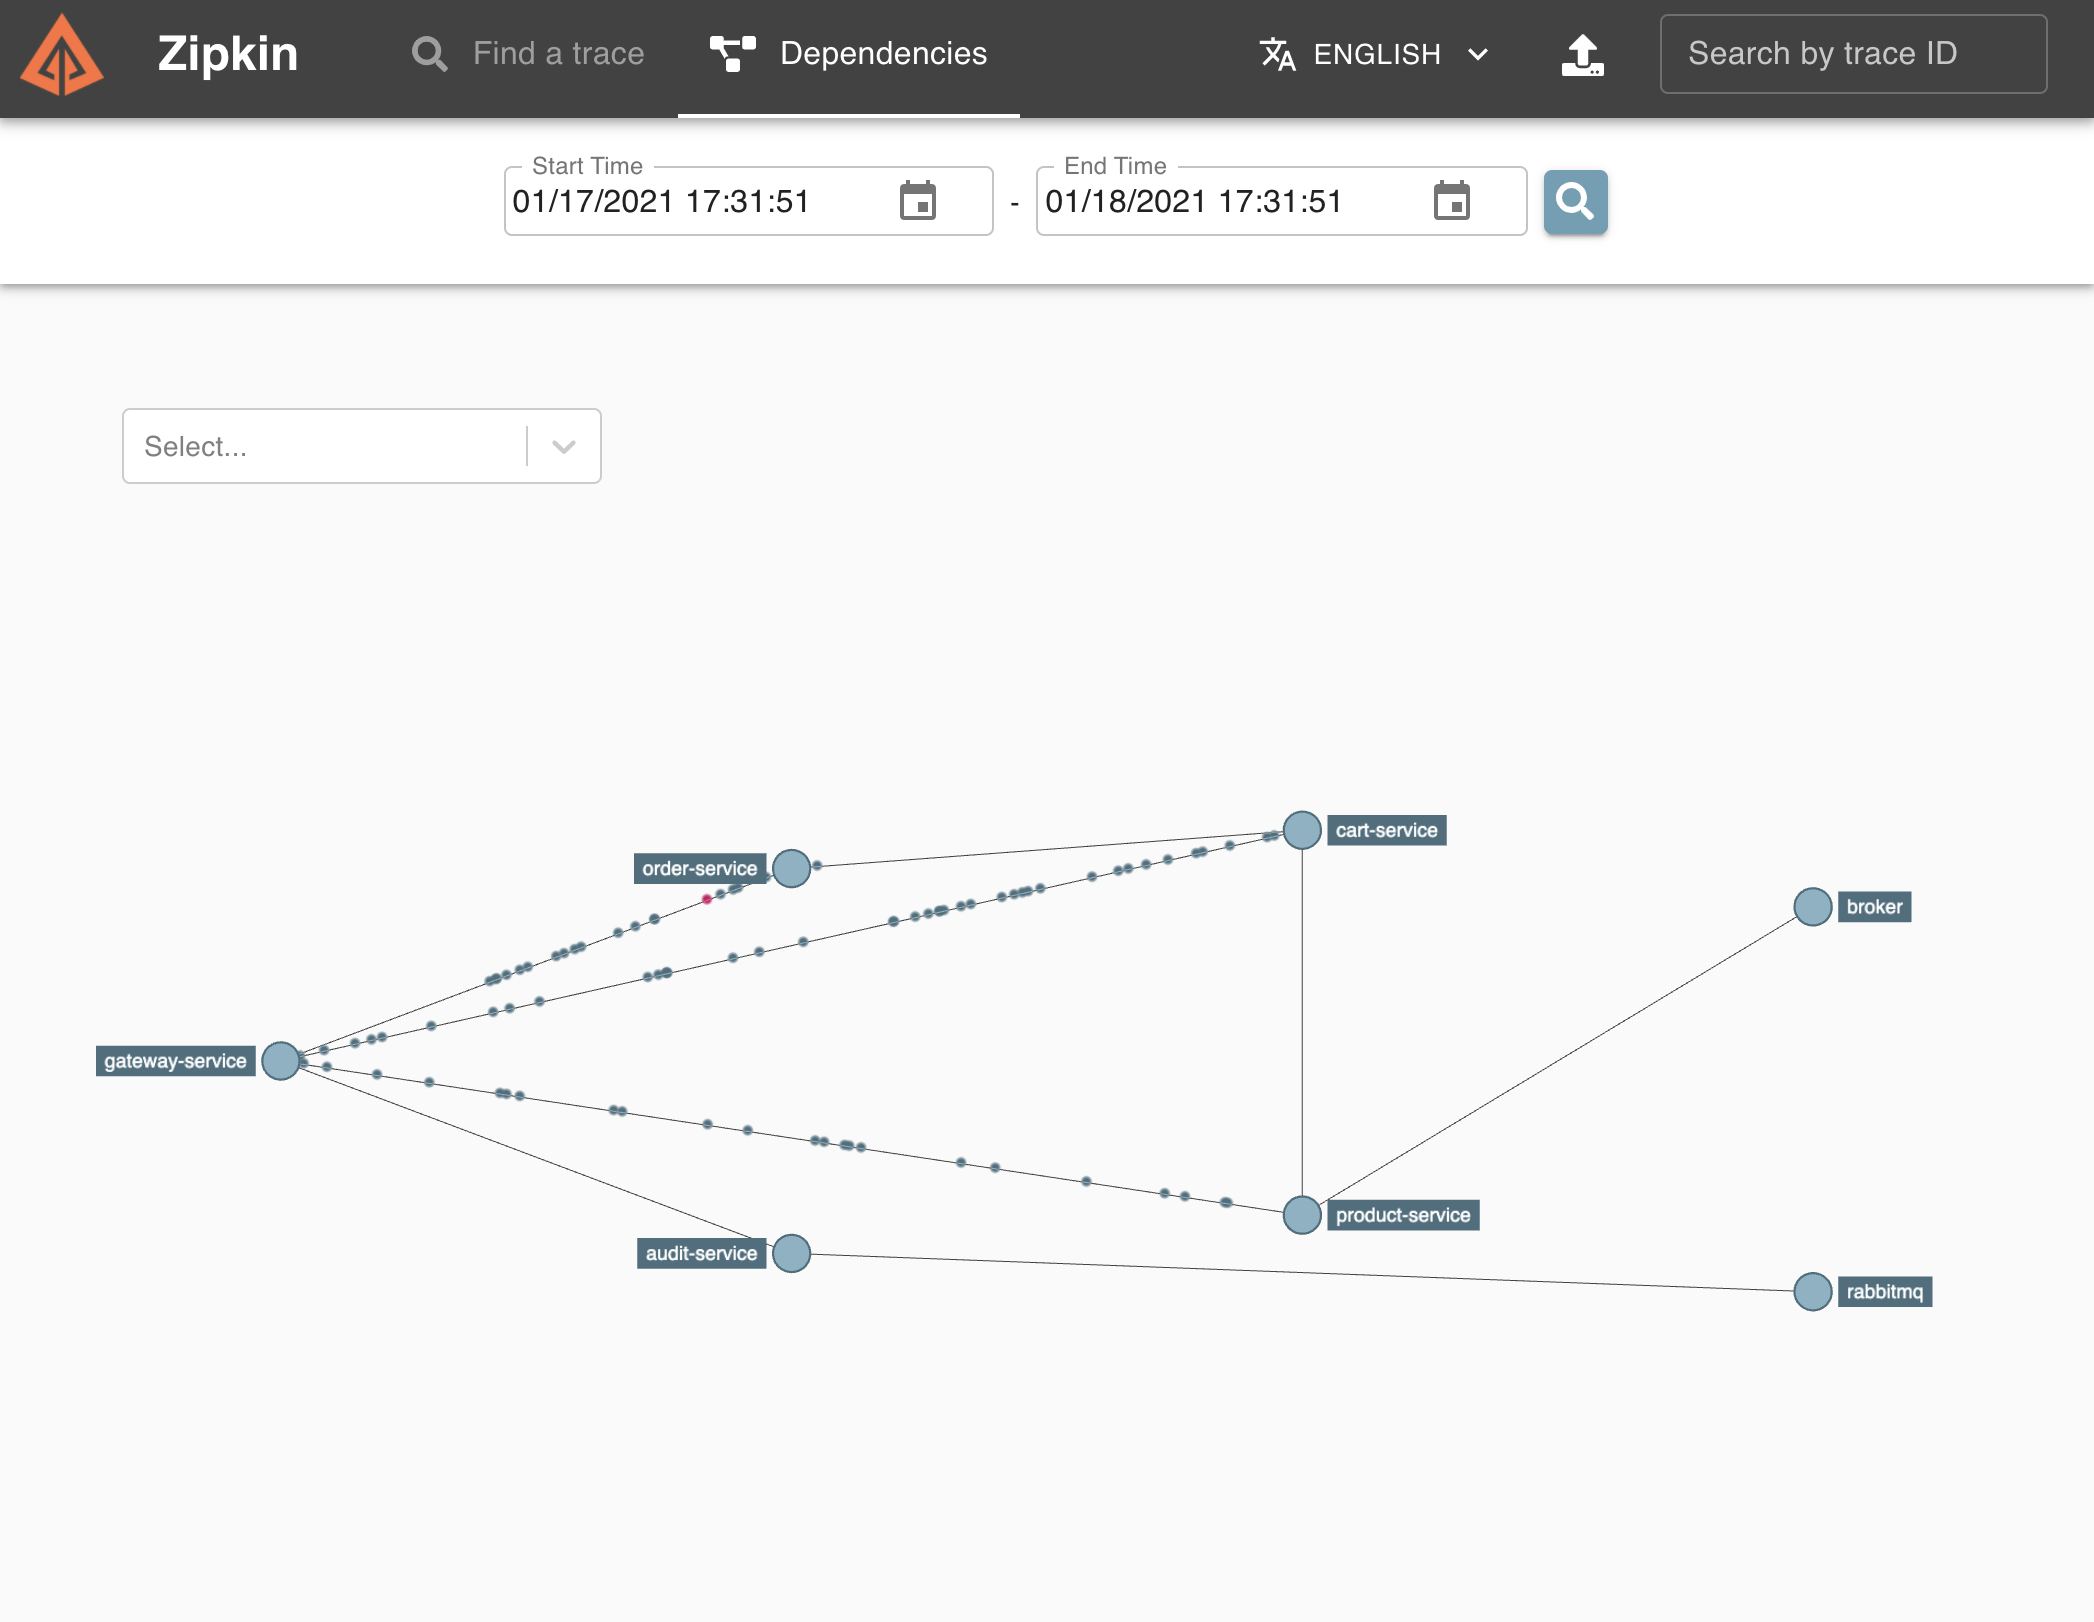 Zipkin
Find a trace
Dependencies
ENGLISH
Search by trace ID
Start Time
01/17/2021 17:31:51
-
End Time
01/18/2021 17:31:51
Select...
cart-service
order-service
broker
gateway-service
product-service
audit-service
rabbitmq